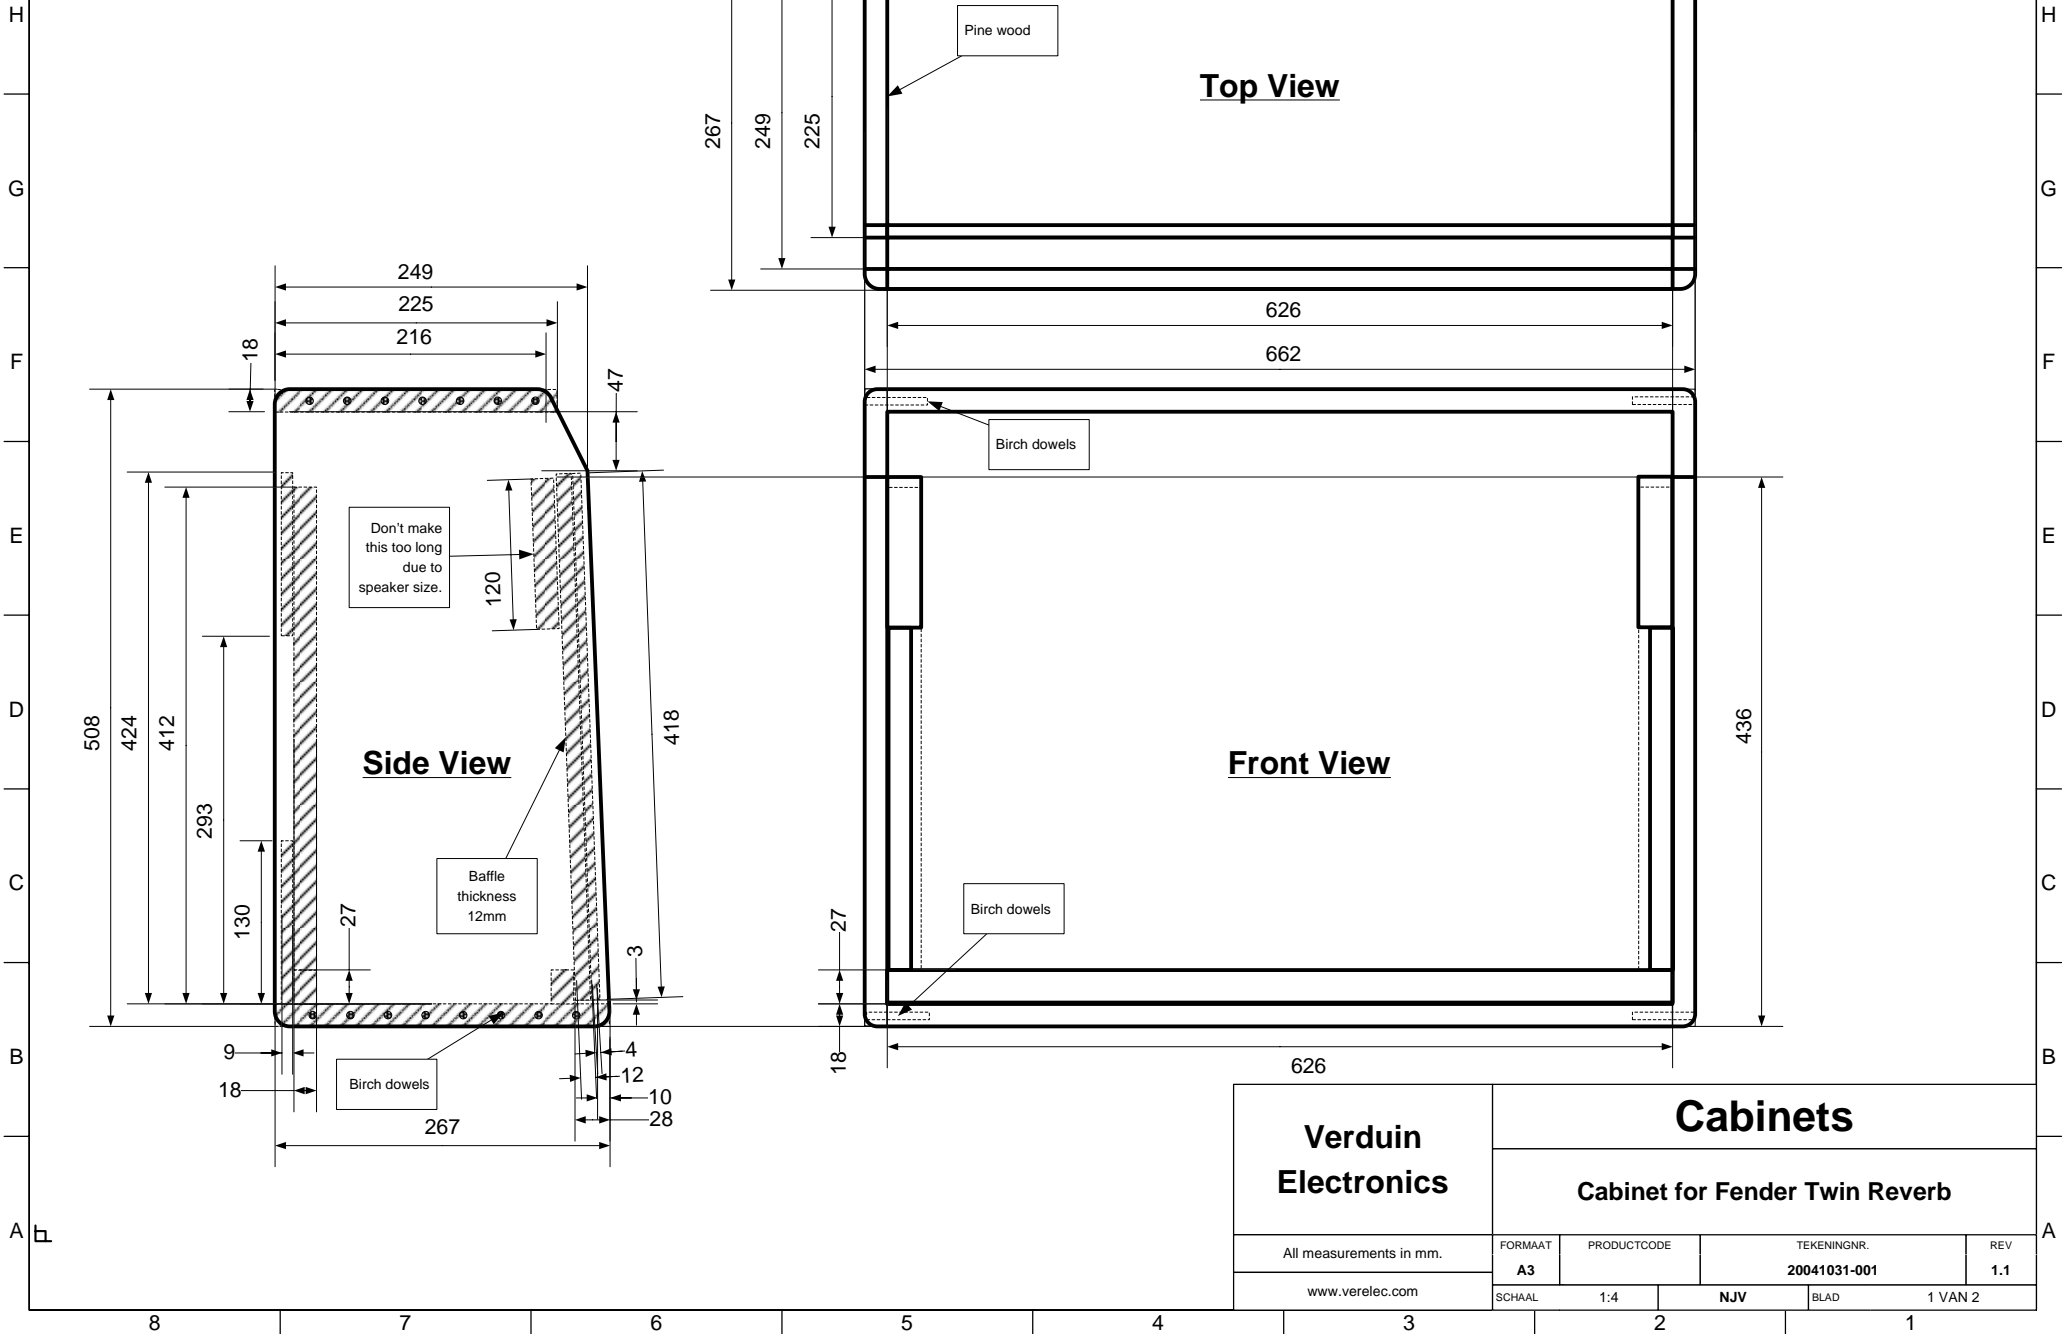 H
H
Pine wood
Top View
267
249
225
G
G
249
225
216
18
47
626
662
F
F
Birch dowels
Don't make
this too long
due to
speaker size.
120
E
E
508
424
412
418
436
D
D
Side View
Front View
293
Baffle
thickness
12mm
130
27
3
C
C
27
Birch dowels
18
9
18
Birch dowels
4
12
10
28
267
626
B
B
Verduin
Electronics
Cabinets
Cabinet for Fender Twin Reverb
All measurements in mm.
www.verelec.com
FORMAAT
A3
PRODUCTCODE
TEKENINGNR.
20041031-001
REV
1.1
SCHAAL
1:4
NJV
BLAD
1 VAN 2
A
A
8
7
6
5
4
3
2
1